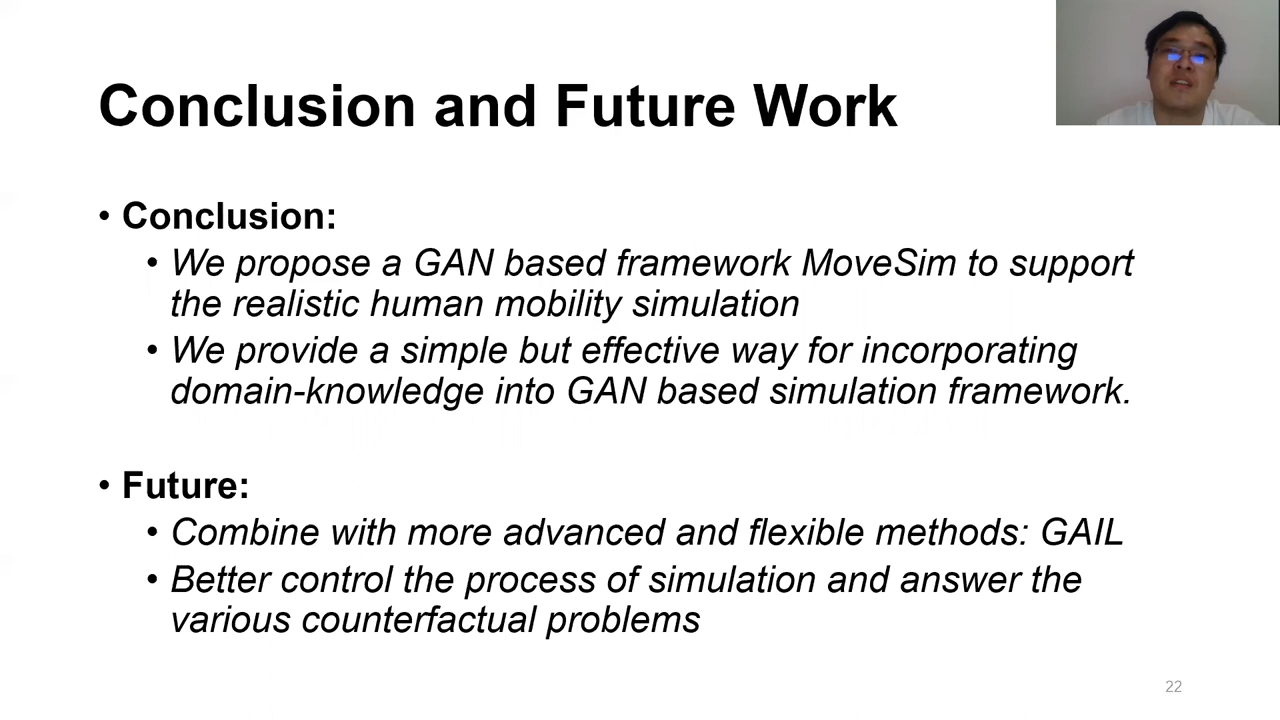 Conclusion and Future Work
• Conclusion:
• We propose a GAN based framework MoveSim to support
the realistic human mobility simulation
• We provide a simple but effective way for incorporating
domain-knowledge into GAN based simulation framework.
• Future:
• Combine with more advanced and flexible methods: GAIL
• Better control the process of simulation and answer the
various counterfactual problems
22